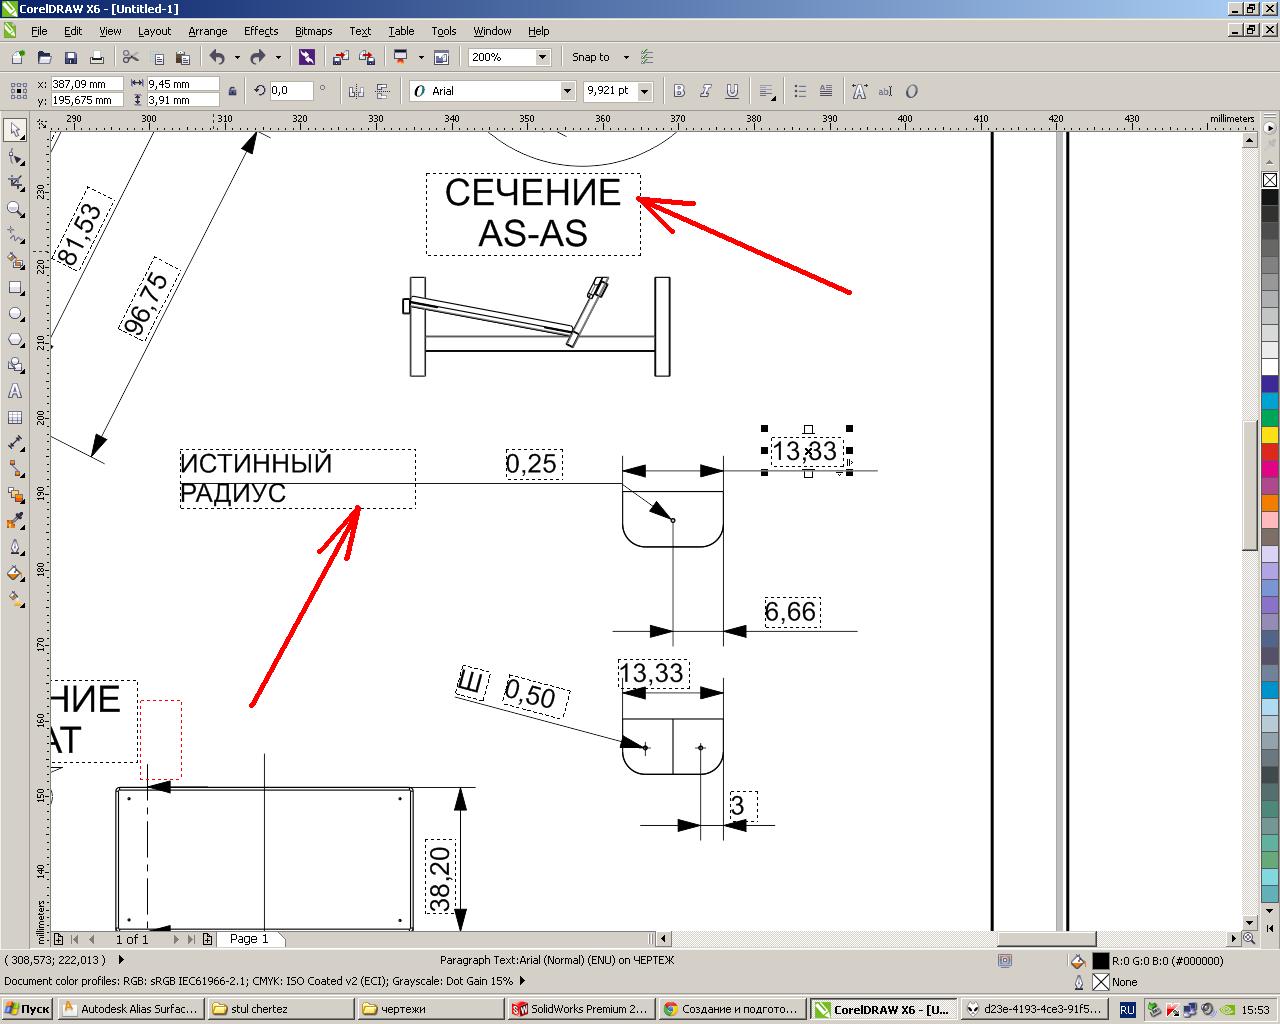 CorelDRAW X6 - [Untitled-1]
File Edit View Layout Arrange Effects Bitmaps Text Table Tools Window Help
200% Snap to
x: 387,09 mm 9,45 mm 0,0 ° Arial 9,921 pt B I U
y: 195,675 mm 3,91 mm
290 300 310 320 330 340 350 360 370 380 390 400 410 420 430 millimeters
230
220
210
200
190
180
170
160
150
140
millimeters
81,53
96,75
СЕЧЕНИЕ
AS-AS
13,33
ИСТИННЫЙ
РАДИУС
0,25
6,66
13,33
Ш 0,50
НИЕ
АТ
3
38,20
1 of 1 Page 1
( 308,573; 222,013 ) Paragraph Text:Arial (Normal) (ENU) on ЧЕРТЕЖ R:0 G:0 B:0 (#000000)
Document color profiles: RGB: sRGB IEC61966-2.1; CMYK: ISO Coated v2 (ECI); Grayscale: Dot Gain 15% None
Пуск Autodesk Alias Surfac... stul chertez чертежи SolidWorks Premium 2... Создание и подгото... CorelDRAW X6 - [U... d23e-4193-4ce3-91f5... RU 15:53